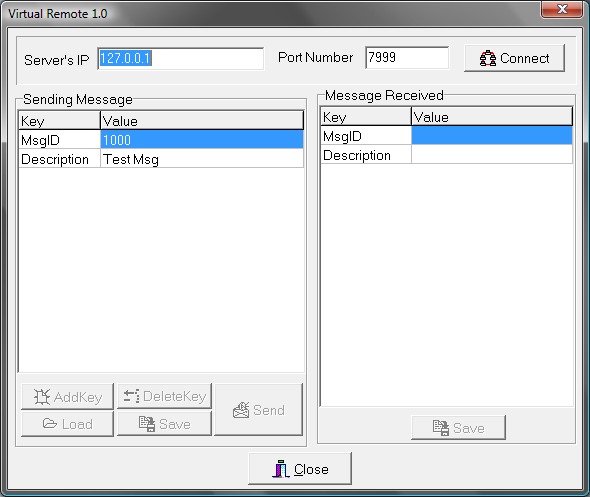 Virtual Remote 1.0
Server's IP 127.0.0.1 Port Number 7999 Connect
Sending Message
Key Value
MsgID 1000
Description Test Msg
AddKey DeleteKey
Load Save Send
Message Received
Key Value
MsgID
Description
Save
Close